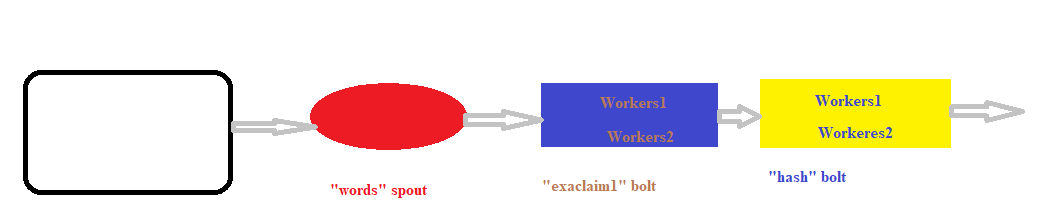 Workers1
Workers2
Workers1
Workeres2
"words" spout
"exaclaim1" bolt
"hash" bolt